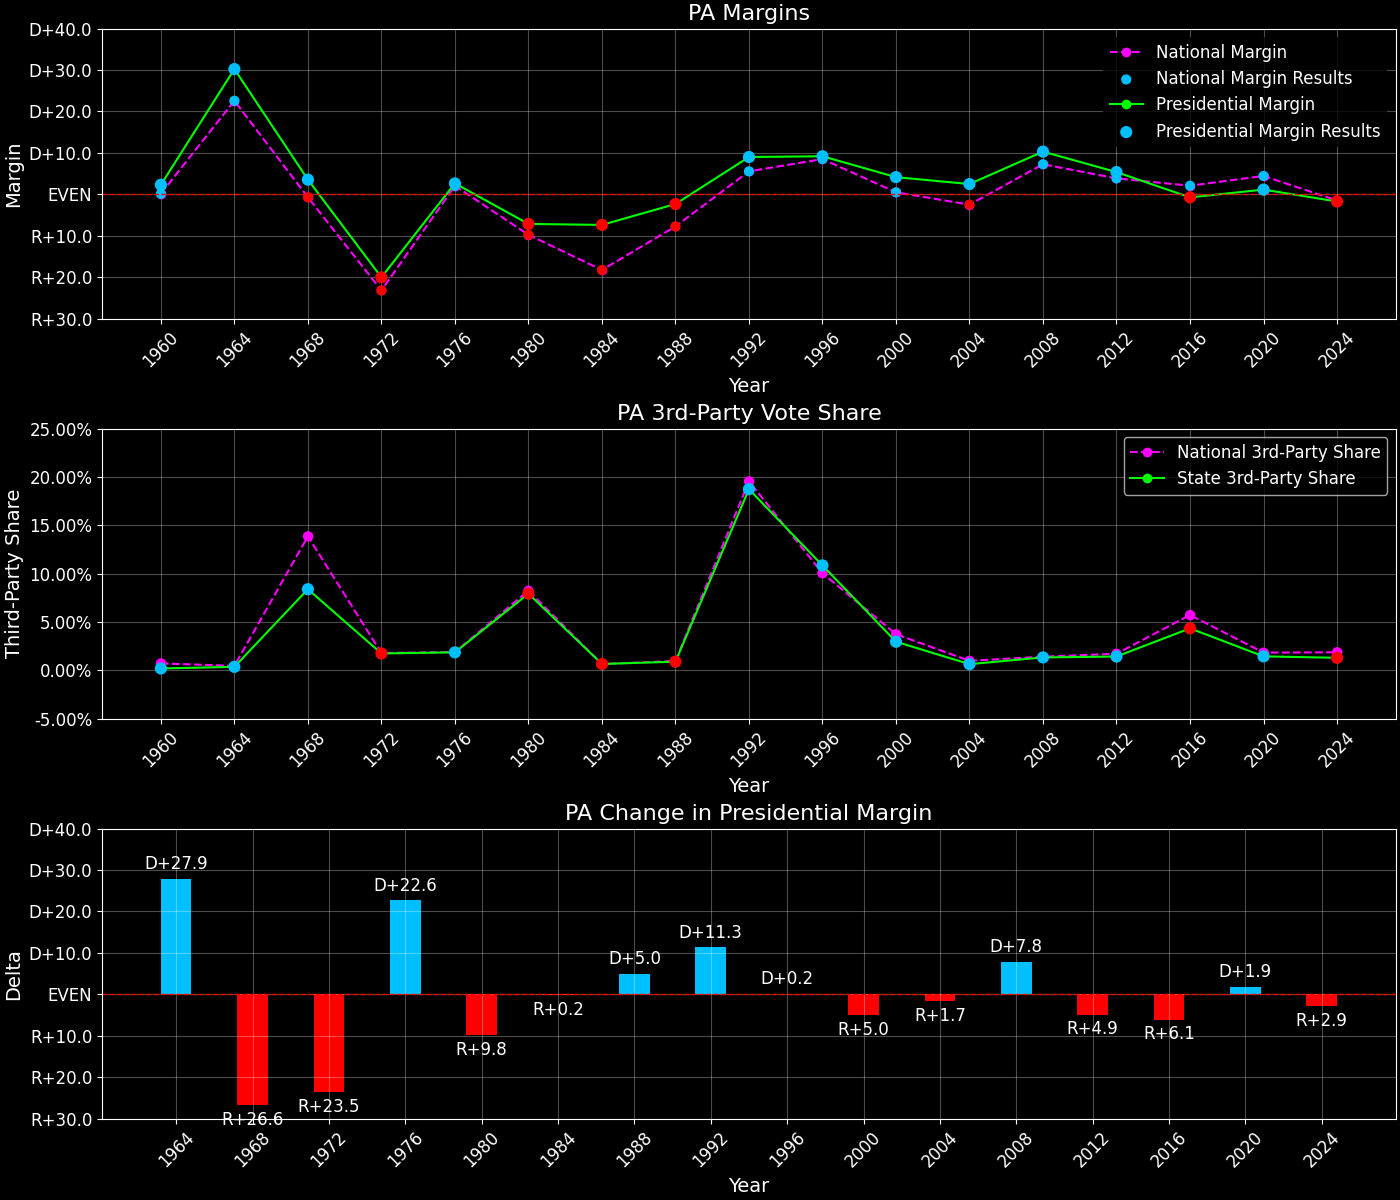 PA Margins
D+40.0
D+30.0
D+20.0
D+10.0
EVEN
R+10.0
R+20.0
R+30.0
Margin
National Margin
National Margin Results
Presidential Margin
Presidential Margin Results
1960 1964 1968 1972 1976 1980 1984 1988 1992 1996 2000 2004 2008 2012 2016 2020 2024
Year
PA 3rd-Party Vote Share
25.00%
20.00%
15.00%
10.00%
5.00%
0.00%
-5.00%
Third-Party Share
National 3rd-Party Share
State 3rd-Party Share
1960 1964 1968 1972 1976 1980 1984 1988 1992 1996 2000 2004 2008 2012 2016 2020 2024
Year
PA Change in Presidential Margin
D+40.0
D+30.0
D+20.0
D+10.0
EVEN
R+10.0
R+20.0
R+30.0
Delta
D+27.9
R+26.6
R+23.5
D+22.6
R+9.8
R+0.2
D+5.0
D+11.3
D+0.2
R+5.0
R+1.7
D+7.8
R+4.9
R+6.1
D+1.9
R+2.9
1964 1968 1972 1976 1980 1984 1988 1992 1996 2000 2004 2008 2012 2016 2020 2024
Year